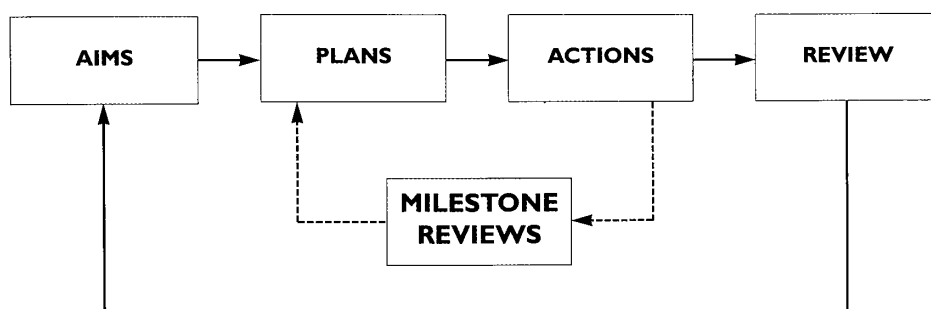 AIMS
PLANS
ACTIONS
REVIEW
MILESTONE
REVIEWS